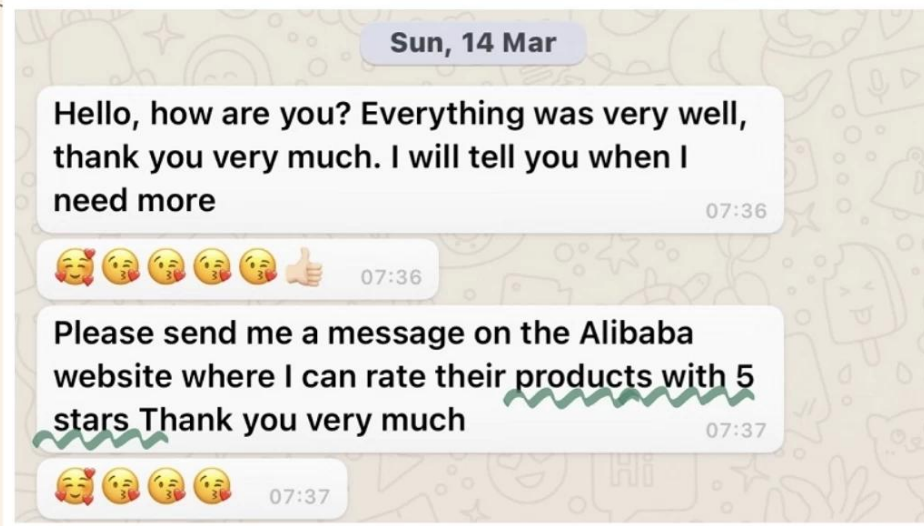 Sun, 14 Mar
Hello, how are you? Everything was very well,
thank you very much. I will tell you when I
need more
07:36
🥰😘😘😘😘👍🏻
07:36
Please send me a message on the Alibaba
website where I can rate their products with 5
stars Thank you very much
07:37
🥰😘😘😘
07:37
Hi